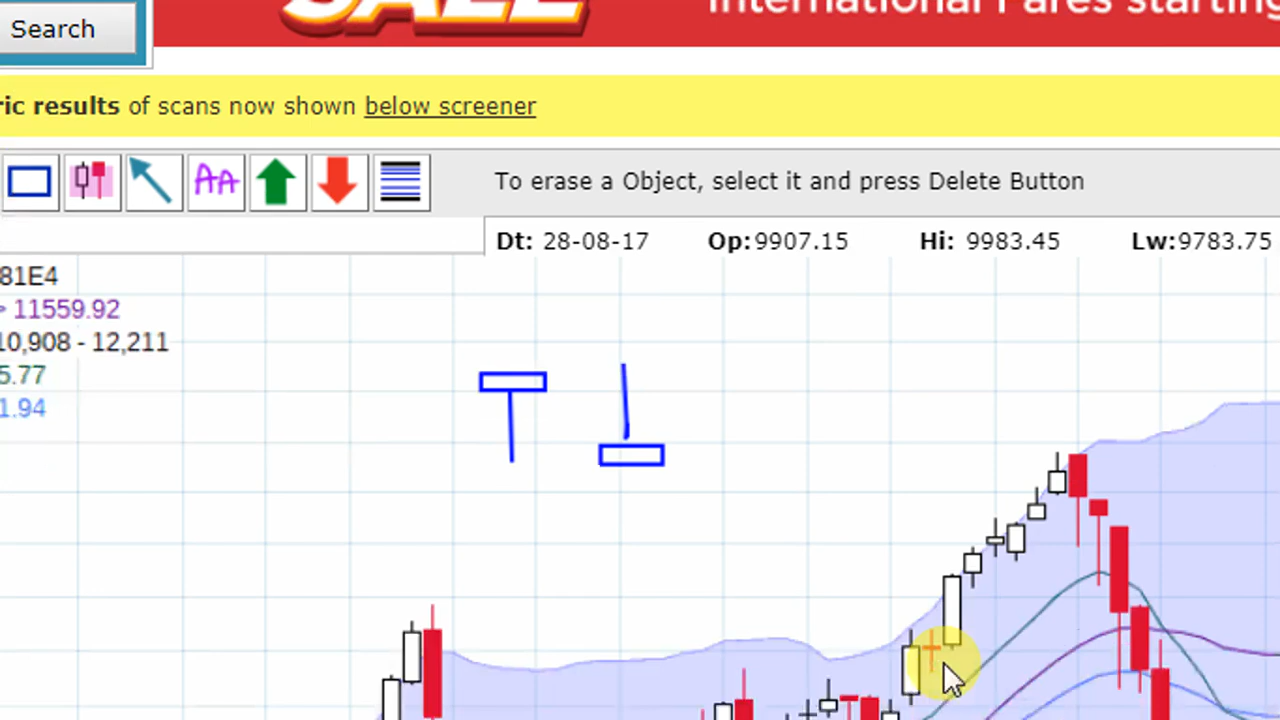 SALE
International Fares starting
Search
ric results of scans now shown below screener
AA
To erase a Object, select it and press Delete Button
Dt: 28-08-17 Op:9907.15 Hi: 9983.45 Lw:9783.75
81E4
> 11559.92
10,908 - 12,211
5.77
1.94